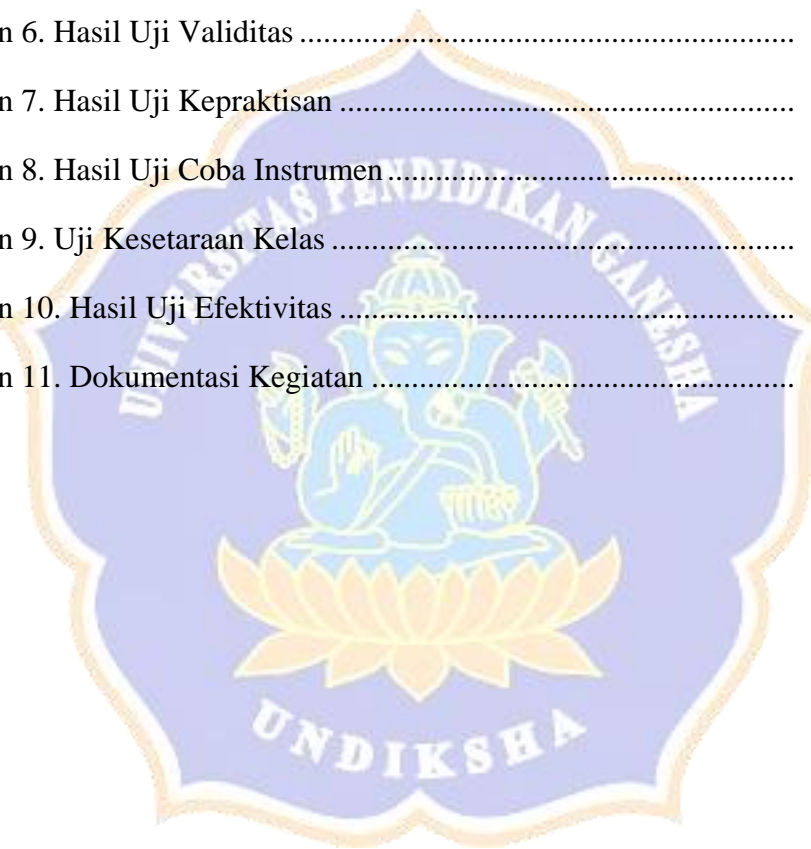 n 6. Hasil Uji Validitas ..............................................................
n 7. Hasil Uji Kepraktisan .........................................................
n 8. Hasil Uji Coba Instrumen ...................................................
n 9. Uji Kesetaraan Kelas ..........................................................
n 10. Hasil Uji Efektivitas .........................................................
n 11. Dokumentasi Kegiatan .....................................................
UNIVERSITAS PENDIDIKAN GANESHA
UNDIKSHA